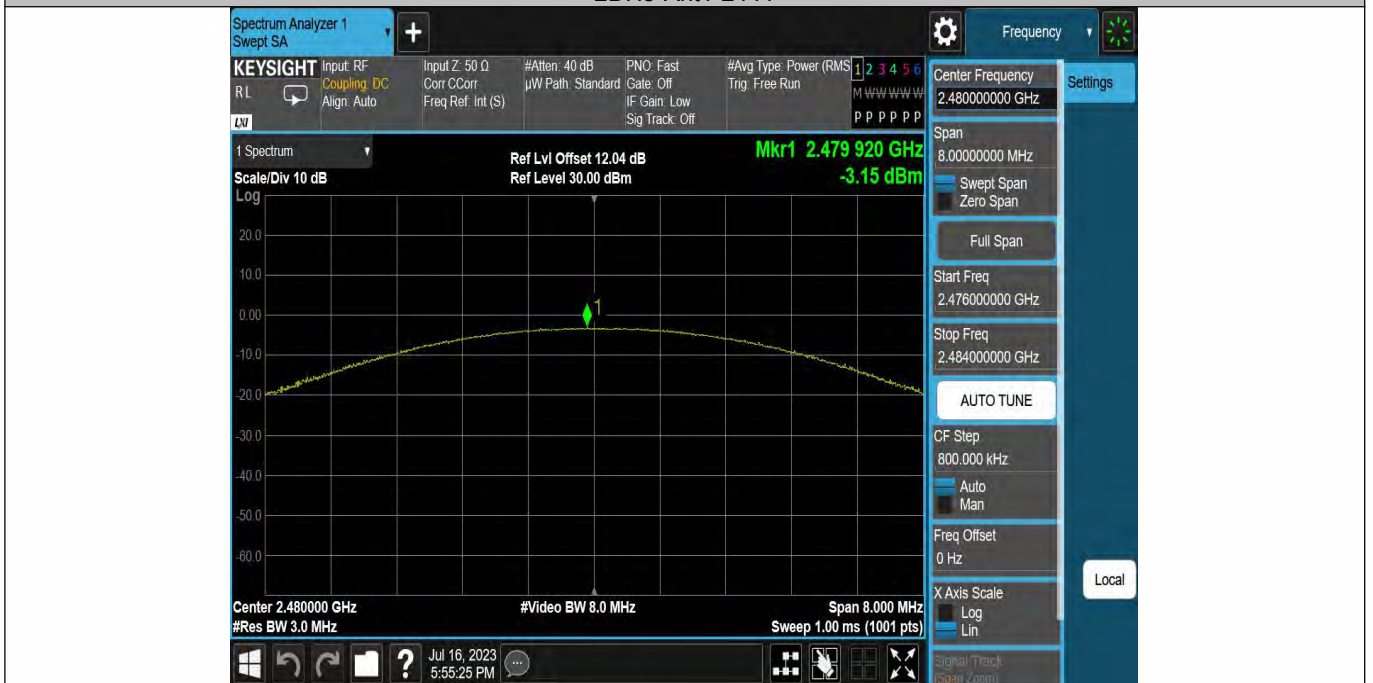 Spectrum Analyzer 1
Swept SA
+
Frequency
KEYSIGHT
RL
LXI
Input: RF
Coupling: DC
Align: Auto
Input Z: 50 Ω
Corr CCorr
Freq Ref: Int (S)
#Atten: 40 dB
µW Path: Standard
PNO: Fast
Gate: Off
IF Gain: Low
Sig Track: Off
#Avg Type: Power (RMS
Trig: Free Run
1 2 3 4 5 6
M W W W W W
P P P P P P
1 Spectrum
Scale/Div 10 dB
Log
Ref Lvl Offset 12.04 dB
Ref Level 30.00 dBm
Mkr1 2.479 920 GHz
-3.15 dBm
20.0
10.0
0.00
-10.0
-20.0
-30.0
-40.0
-50.0
-60.0
1
Center 2.480000 GHz
#Res BW 3.0 MHz
#Video BW 8.0 MHz
Span 8.000 MHz
Sweep 1.00 ms (1001 pts)
Center Frequency
2.480000000 GHz
Settings
Span
8.00000000 MHz
Swept Span
Zero Span
Full Span
Start Freq
2.476000000 GHz
Stop Freq
2.484000000 GHz
AUTO TUNE
CF Step
800.000 kHz
Auto
Man
Freq Offset
0 Hz
X Axis Scale
Log
Lin
Signal Track
(Span Zoom)
Local
?
Jul 16, 2023
5:55:25 PM